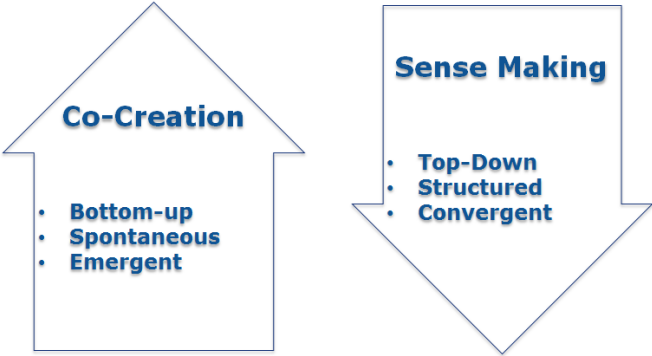 Co-Creation
• Bottom-up
• Spontaneous
• Emergent
Sense Making
• Top-Down
• Structured
• Convergent